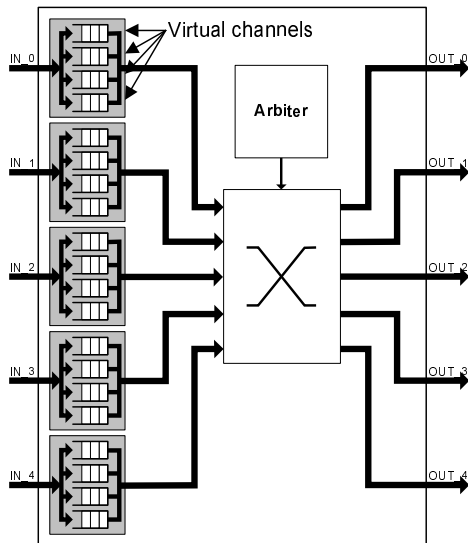 Virtual channels
IN_0
OUT_0
Arbiter
IN_1
OUT_1
IN_2
OUT_2
IN_3
OUT_3
IN_4
OUT_4